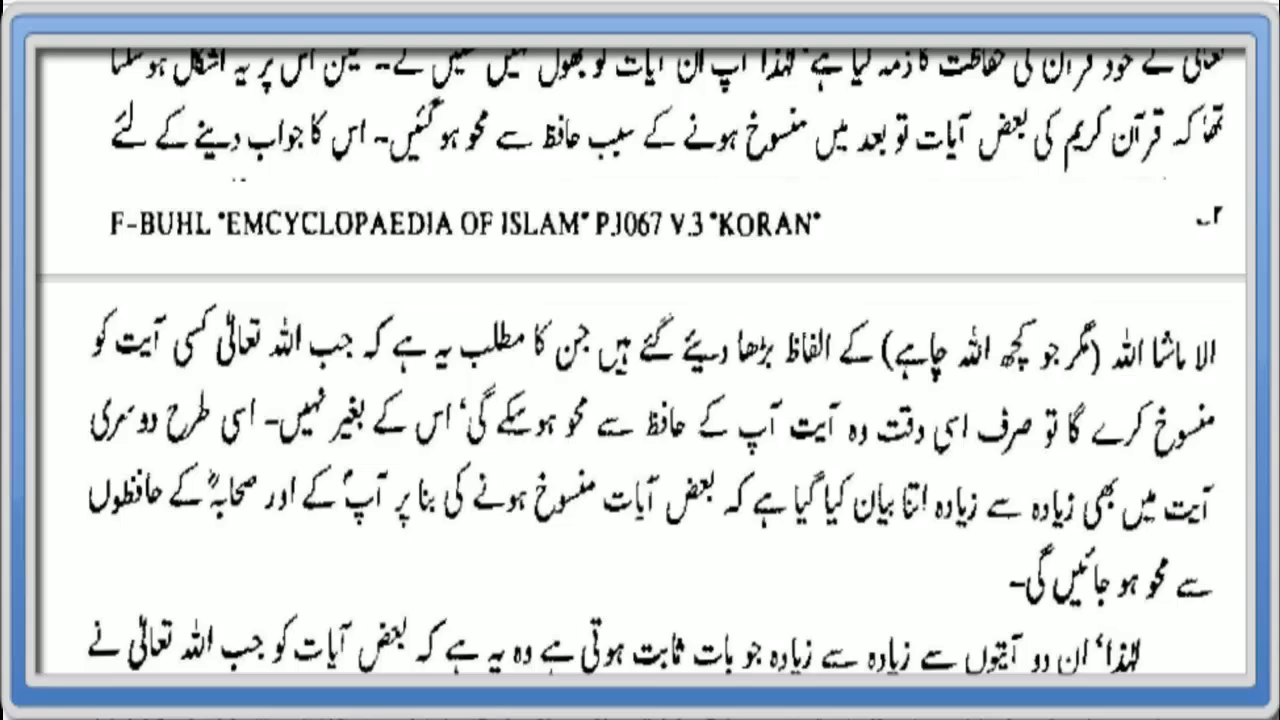 تعالیٰ نے خود قرآن کی حفاظت کا ذمہ لیا ہے، لہٰذا آپ ان آیات کو بھول نہیں سکیں گے۔ لیکن اس پر یہ اشکال ہو سکتا
تھا کہ قرآن کریم کی بعض آیات تو بعد میں منسوخ ہونے کے سبب حافظ سے محو ہوگئیں۔ اس کا جواب دینے کے لئے
۲۔ F-BUHL "EMCYCLOPAEDIA OF ISLAM" P.1067 V.3 "KORAN"
الا ماشا اللہ (مگر جو کچھ اللہ چاہے) کے الفاظ بڑھا دیئے گئے ہیں جن کا مطلب یہ ہے کہ جب اللہ تعالیٰ کسی آیت کو
منسوخ کرے گا تو صرف اسی وقت وہ آیت آپ کے حافظ سے محو ہوسکے گی، اس کے بغیر نہیں۔ اسی طرح دوسری
آیت میں بھی زیادہ سے زیادہ اتنا بیان کیا گیا ہے کہ بعض آیات منسوخ ہونے کی بنا پر آپؐ کے اور صحابہؓ کے حافظوں
سے محو ہو جائیں گی۔
لہٰذا، ان دو آیتوں سے زیادہ سے زیادہ جو بات ثابت ہوتی ہے وہ یہ ہے کہ بعض آیات کو جب اللہ تعالیٰ نے